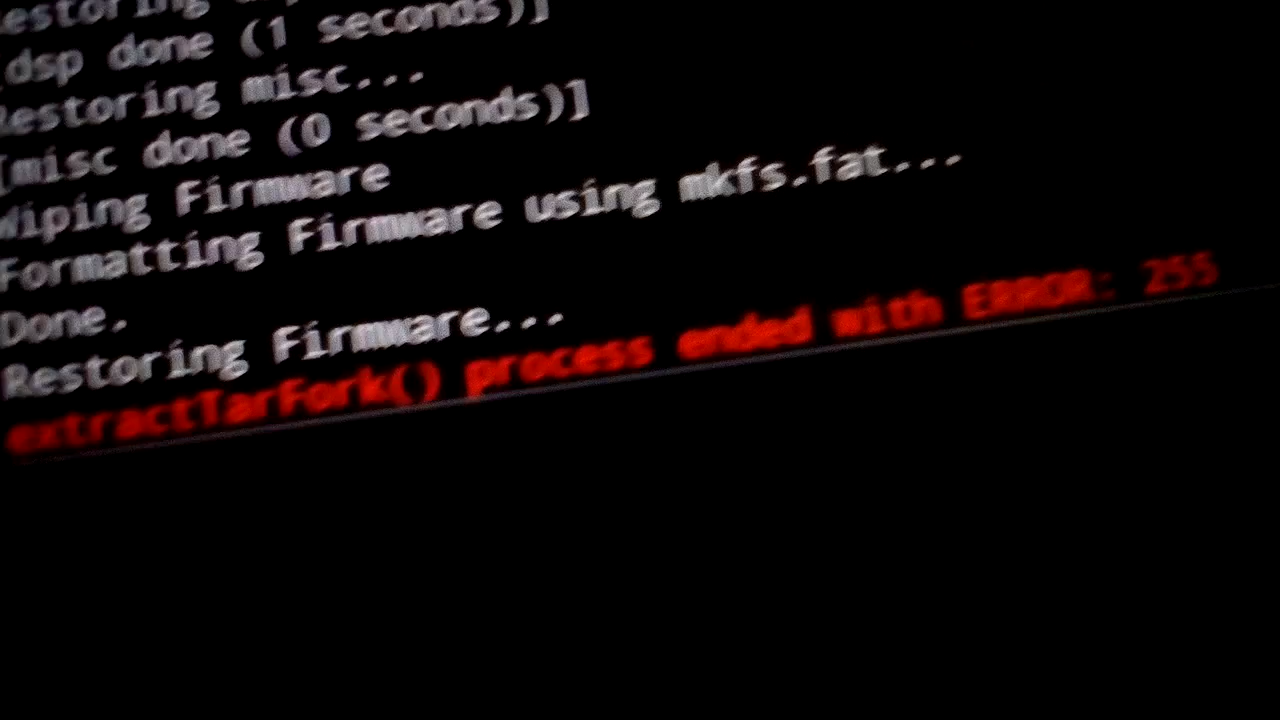 Restoring
dsp done (1 seconds)]
Restoring misc...
[misc done (0 seconds)]
Wiping Firmware
Formatting Firmware using mkfs.fat...
Done.
Restoring Firmware...
extractTarFork() process ended with ERROR: 255